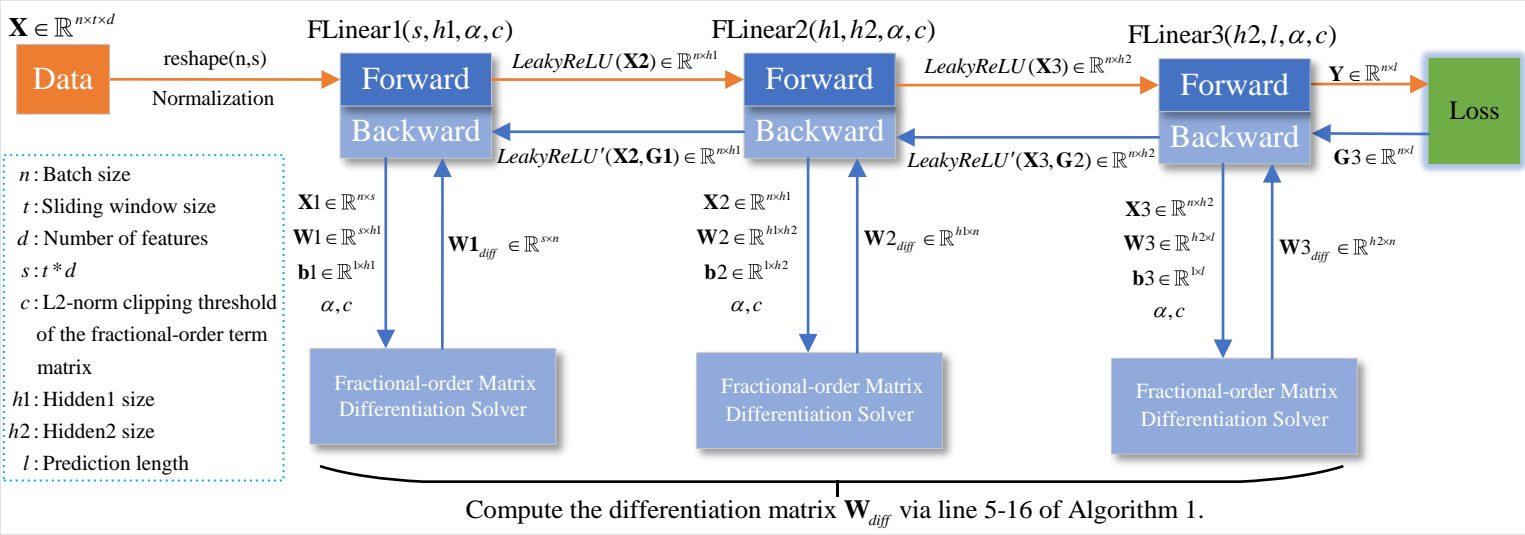 X ∈ ℝ^{n×t×d}
Data
reshape(n,s)
Normalization
FLinear1(s, h1, α, c)
Forward
Backward
LeakyReLU(X2) ∈ ℝ^{n×h1}
LeakyReLU′(X2, G1) ∈ ℝ^{n×h1}
FLinear2(h1, h2, α, c)
Forward
Backward
LeakyReLU(X3) ∈ ℝ^{n×h2}
LeakyReLU′(X3, G2) ∈ ℝ^{n×h2}
FLinear3(h2, l, α, c)
Forward
Backward
Y ∈ ℝ^{n×l}
G3 ∈ ℝ^{n×l}
Loss
n : Batch size
t : Sliding window size
d : Number of features
s : t * d
c : L2-norm clipping threshold
of the fractional-order term
matrix
h1 : Hidden1 size
h2 : Hidden2 size
l : Prediction length
X1 ∈ ℝ^{n×s}
W1 ∈ ℝ^{s×h1}
b1 ∈ ℝ^{1×h1}
α, c
W1_{diff} ∈ ℝ^{s×n}
Fractional-order Matrix
Differentiation Solver
X2 ∈ ℝ^{n×h1}
W2 ∈ ℝ^{h1×h2}
b2 ∈ ℝ^{1×h2}
α, c
W2_{diff} ∈ ℝ^{h1×n}
Fractional-order Matrix
Differentiation Solver
X3 ∈ ℝ^{n×h2}
W3 ∈ ℝ^{h2×l}
b3 ∈ ℝ^{1×l}
α, c
W3_{diff} ∈ ℝ^{h2×n}
Fractional-order Matrix
Differentiation Solver
Compute the differentiation matrix W_{diff} via line 5-16 of Algorithm 1.